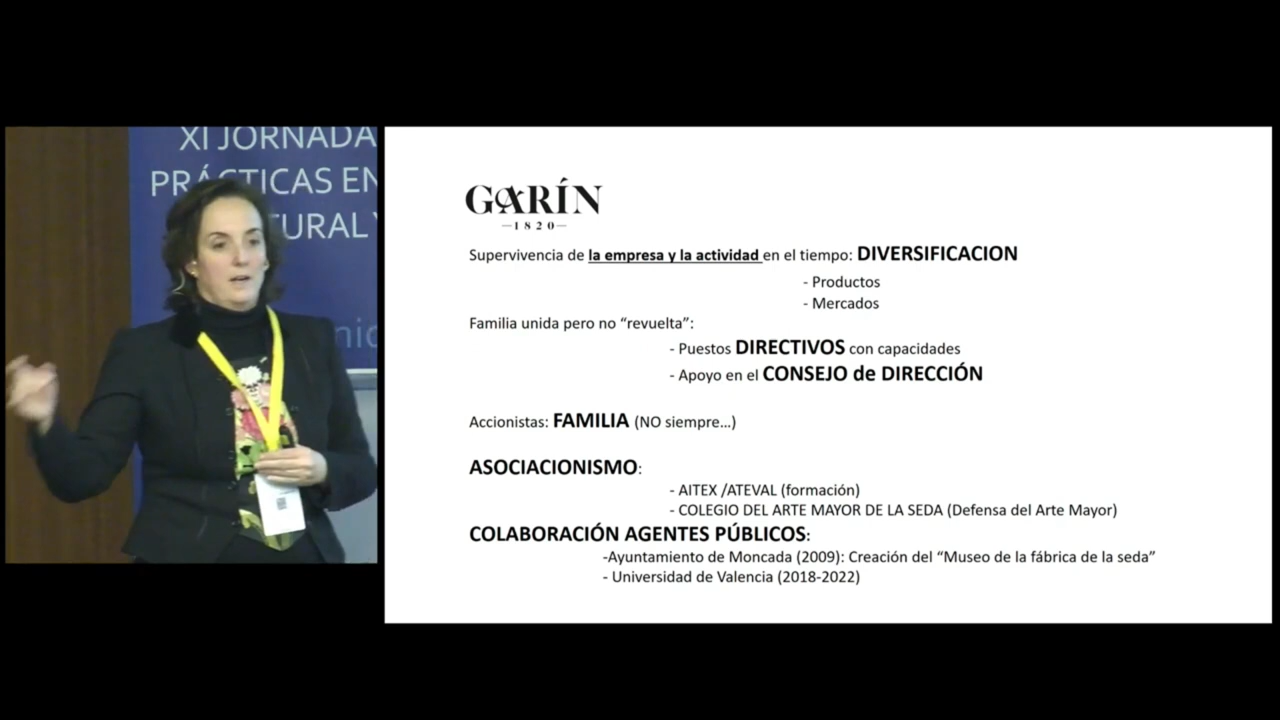 XI JORNADA
PRÁCTICAS EN
URAL Y
nic
GARÍN
—1820—
Supervivencia de la empresa y la actividad en el tiempo: DIVERSIFICACION
- Productos
- Mercados
Familia unida pero no “revuelta”:
- Puestos DIRECTIVOS con capacidades
- Apoyo en el CONSEJO de DIRECCIÓN
Accionistas: FAMILIA (NO siempre…)
ASOCIACIONISMO:
- AITEX /ATEVAL (formación)
- COLEGIO DEL ARTE MAYOR DE LA SEDA (Defensa del Arte Mayor)
COLABORACIÓN AGENTES PÚBLICOS:
-Ayuntamiento de Moncada (2009): Creación del “Museo de la fábrica de la seda”
- Universidad de Valencia (2018-2022)